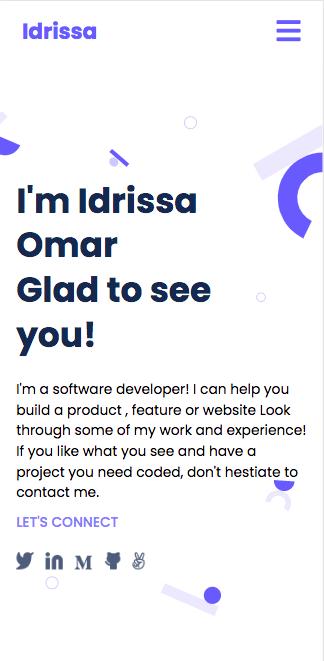 Idrissa
I'm Idrissa
Omar
Glad to see
you!
I'm a software developer! I can help you
build a product , feature or website Look
through some of my work and experience!
If you like what you see and have a
project you need coded, don't hestiate to
contact me.
LET'S CONNECT